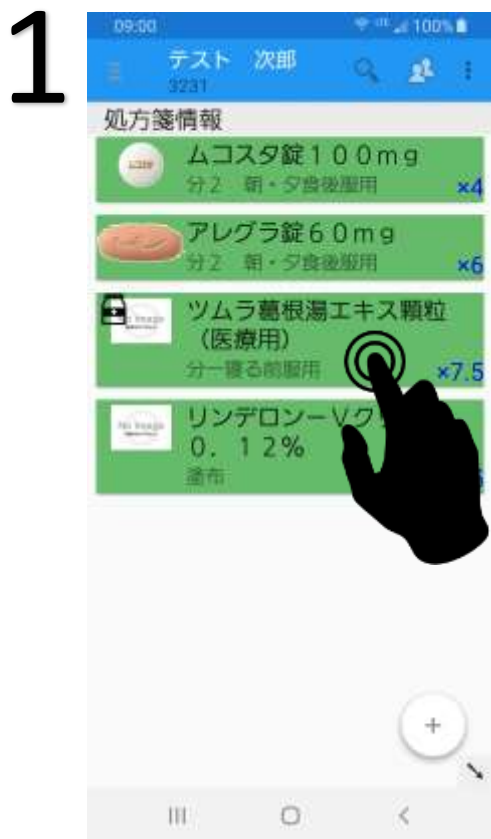 1
09:00
LTE 100%
テスト 次郎
3231
処方箋情報
ムコスタ錠100mg
分2 朝・夕食後服用
×4
アレグラ錠60mg
分2 朝・夕食後服用
×6
ツムラ葛根湯エキス顆粒
(医療用)
分一寝る前服用
×7.5
リンデロンーVク
0.12%
塗布
+